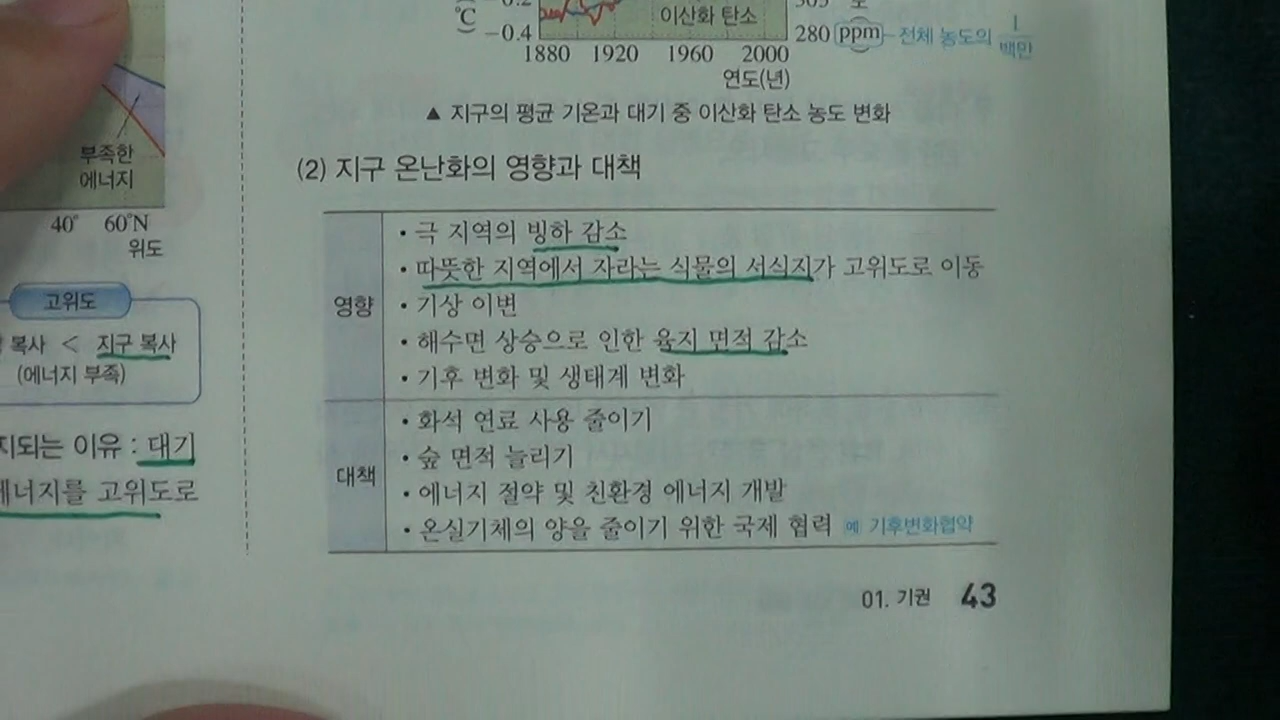 부족한
에너지
40° 60°N
위도
고위도
복사 < 지구 복사
(에너지 부족)
지되는 이유 : 대기
에너지를 고위도로
℃ -0.4
이산화 탄소
280 ppm 전체 농도의 1/백만
1880 1920 1960 2000
연도(년)
▲ 지구의 평균 기온과 대기 중 이산화 탄소 농도 변화
(2) 지구 온난화의 영향과 대책
영향
• 극 지역의 빙하 감소
• 따뜻한 지역에서 자라는 식물의 서식지가 고위도로 이동
• 기상 이변
• 해수면 상승으로 인한 육지 면적 감소
• 기후 변화 및 생태계 변화
대책
• 화석 연료 사용 줄이기
• 숲 면적 늘리기
• 에너지 절약 및 친환경 에너지 개발
• 온실기체의 양을 줄이기 위한 국제 협력 예 기후변화협약
01. 기권 43